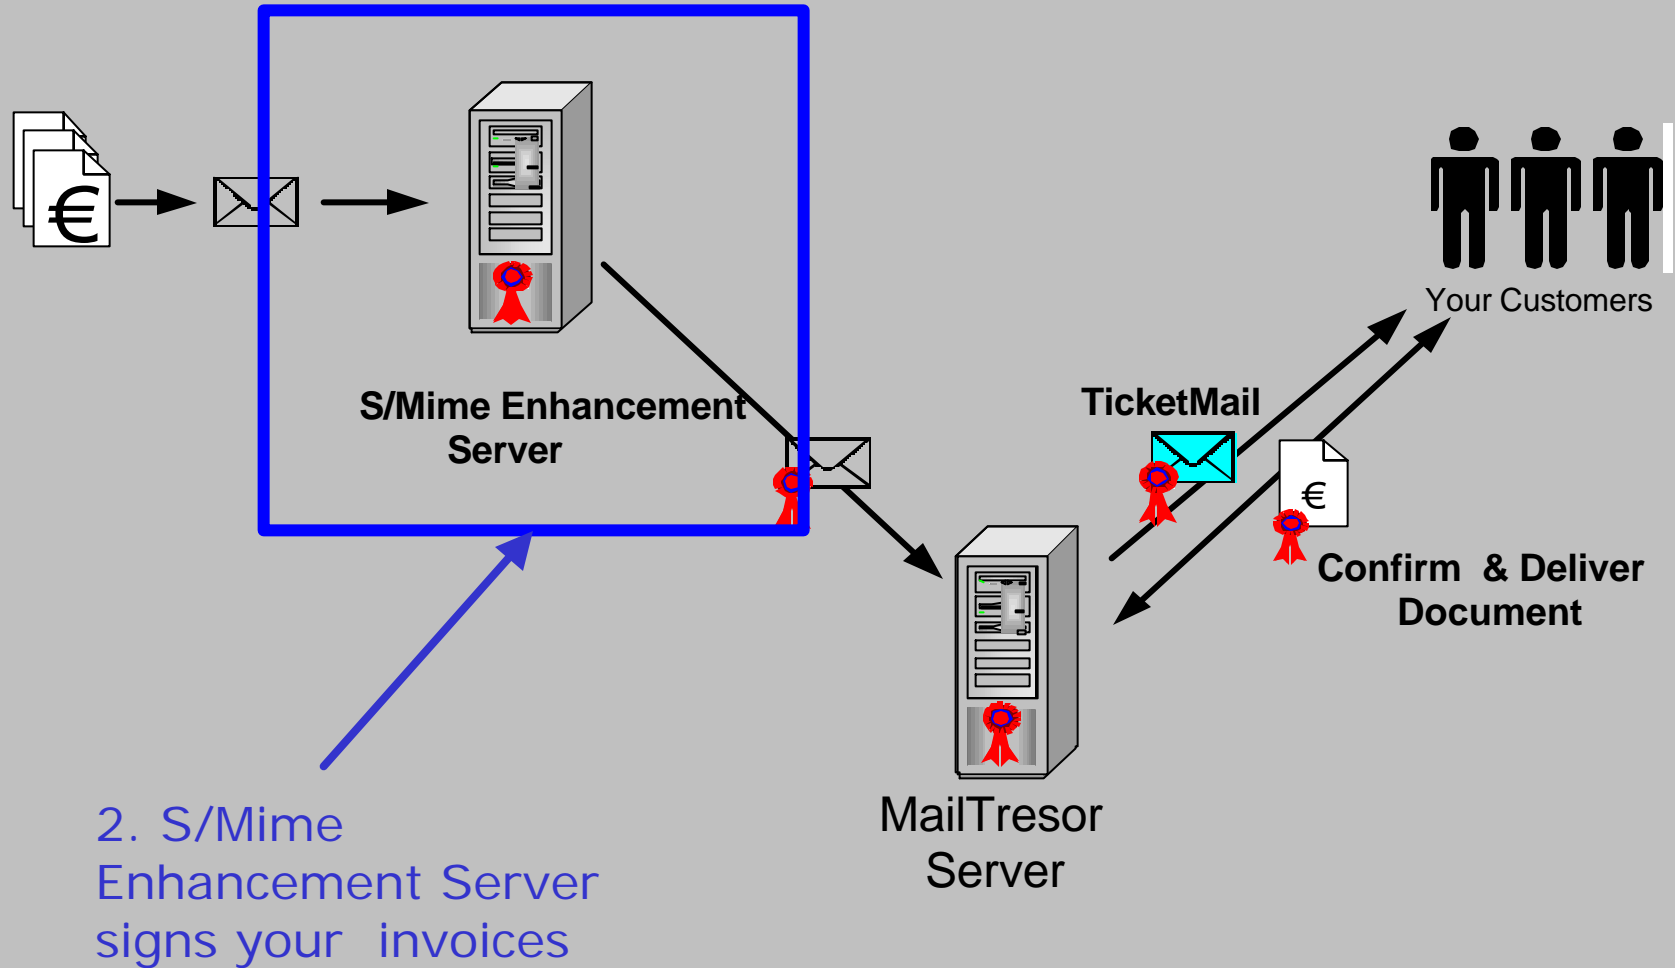 €
S/Mime Enhancement
Server
Your Customers
TicketMail
€
Confirm & Deliver
Document
MailTresor
Server
2. S/Mime
Enhancement Server
signs your invoices